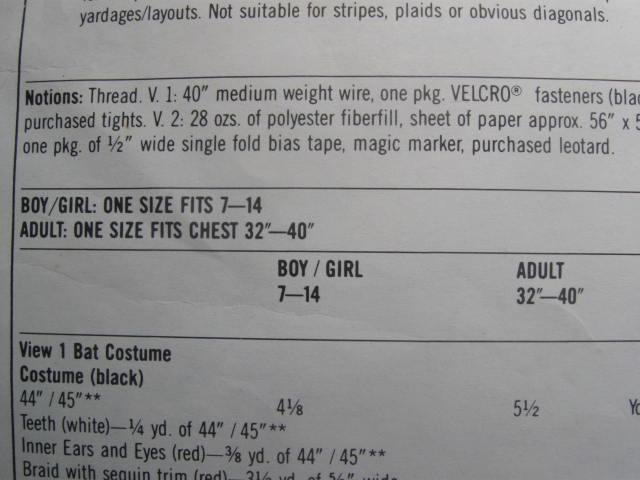 yardages/layouts. Not suitable for stripes, plaids or obvious diagonals.
Notions: Thread. V. 1: 40" medium weight wire, one pkg. VELCRO® fasteners
purchased tights. V. 2: 28 ozs. of polyester fiberfill, sheet of paper approx. 56" x
one pkg. of ½" wide single fold bias tape, magic marker, purchased leotard.
BOY/GIRL: ONE SIZE FITS 7—14
ADULT: ONE SIZE FITS CHEST 32"—40"
BOY / GIRL ADULT
7—14 32"—40"
View 1 Bat Costume
Costume (black)
44" / 45"** 4⅛ 5½
Teeth (white)—¼ yd. of 44" / 45"**
Inner Ears and Eyes (red)—⅜ yd. of 44" / 45"**
Braid with sequin trim (red)—